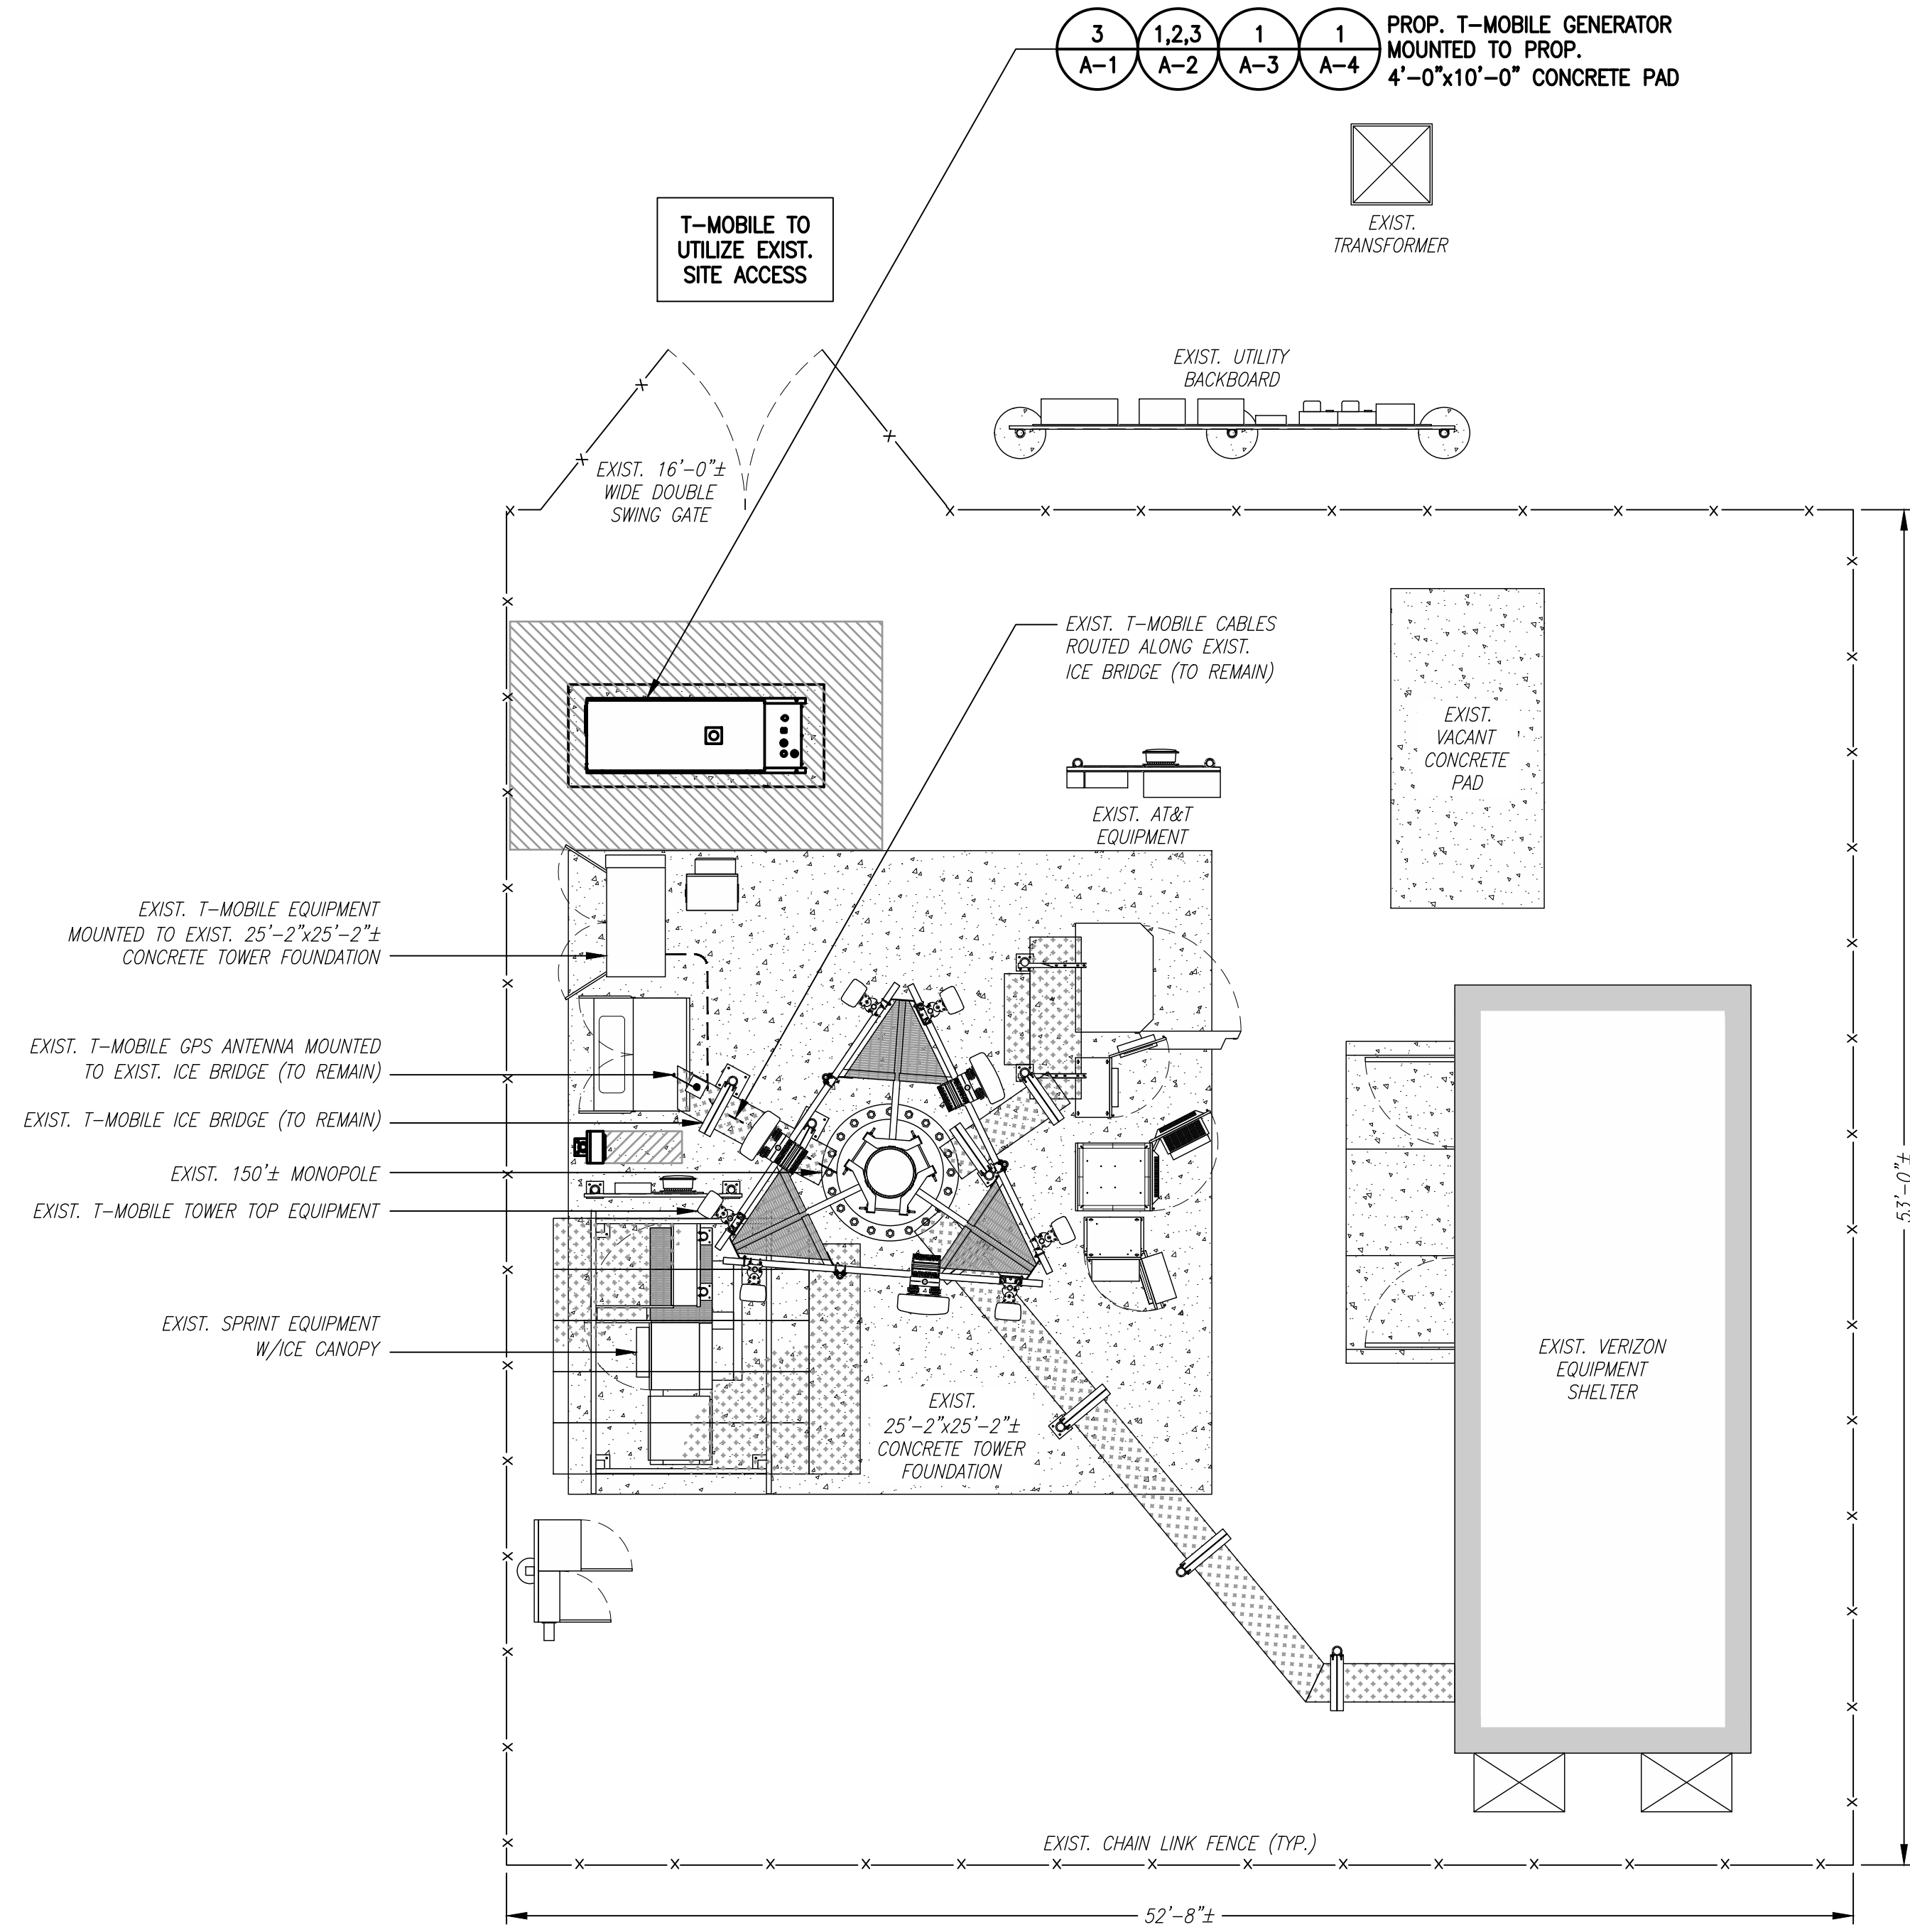 3
A-1
1,2,3
A-2
1
A-3
1
A-4
PROP. T-MOBILE GENERATOR
MOUNTED TO PROP.
4'-0"x10'-0" CONCRETE PAD
EXIST.
TRANSFORMER
T-MOBILE TO
UTILIZE EXIST.
SITE ACCESS
EXIST. UTILITY
BACKBOARD
EXIST. 16'-0"±
WIDE DOUBLE
SWING GATE
EXIST. T-MOBILE CABLES
ROUTED ALONG EXIST.
ICE BRIDGE (TO REMAIN)
EXIST.
VACANT
CONCRETE
PAD
EXIST. AT&T
EQUIPMENT
EXIST. T-MOBILE EQUIPMENT
MOUNTED TO EXIST. 25'-2"x25'-2"±
CONCRETE TOWER FOUNDATION
EXIST. T-MOBILE GPS ANTENNA MOUNTED
TO EXIST. ICE BRIDGE (TO REMAIN)
EXIST. T-MOBILE ICE BRIDGE (TO REMAIN)
EXIST. 150'± MONOPOLE
EXIST. T-MOBILE TOWER TOP EQUIPMENT
53'-0"±
EXIST. SPRINT EQUIPMENT
W/ICE CANOPY
EXIST. VERIZON
EQUIPMENT
SHELTER
EXIST.
25'-2"x25'-2"±
CONCRETE TOWER
FOUNDATION
EXIST. CHAIN LINK FENCE (TYP.)
52'-8"±